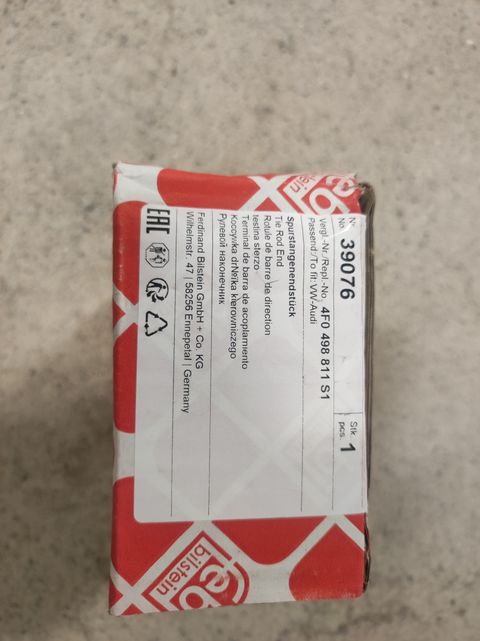 febi
bilstein
N°
No. 39076
Stk.
pcs. 1
Vergl.-Nr./Repl.-No. 4F0 498 811 S1
Passend:/To fit: VW-Audi
Spurstangenendstück
Tie Rod End
Rotule de barre de direction
testina sterzo
Terminal de barra de acoplamiento
Końcówka drążka kierowniczego
Рулевой наконечник
Ferdinand Bilstein GmbH + Co. KG
Wilhelmstr. 47 | 58256 Ennepetal | Germany
EAC
bilstein